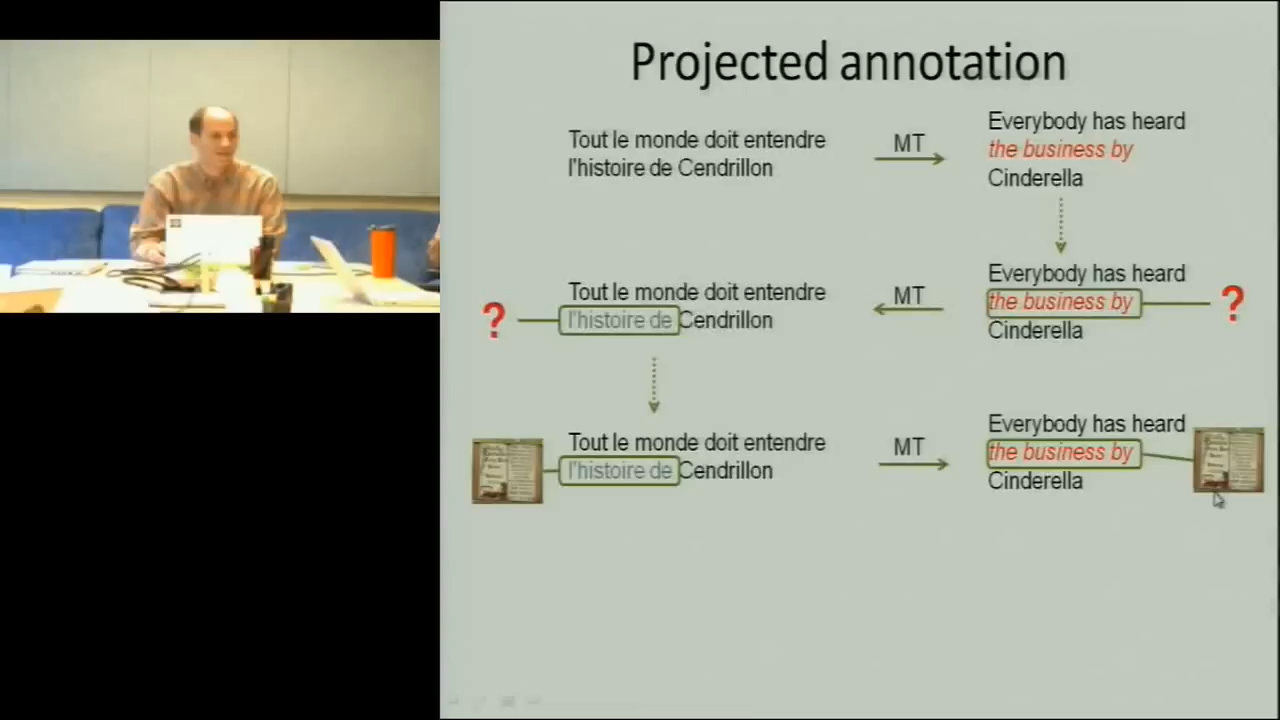 Projected annotation
Tout le monde doit entendre
l'histoire de Cendrillon
MT
Everybody has heard
the business by
Cinderella
Tout le monde doit entendre
? l'histoire de Cendrillon
MT
Everybody has heard
the business by ?
Cinderella
Tout le monde doit entendre
l'histoire de Cendrillon
MT
Everybody has heard
the business by
Cinderella